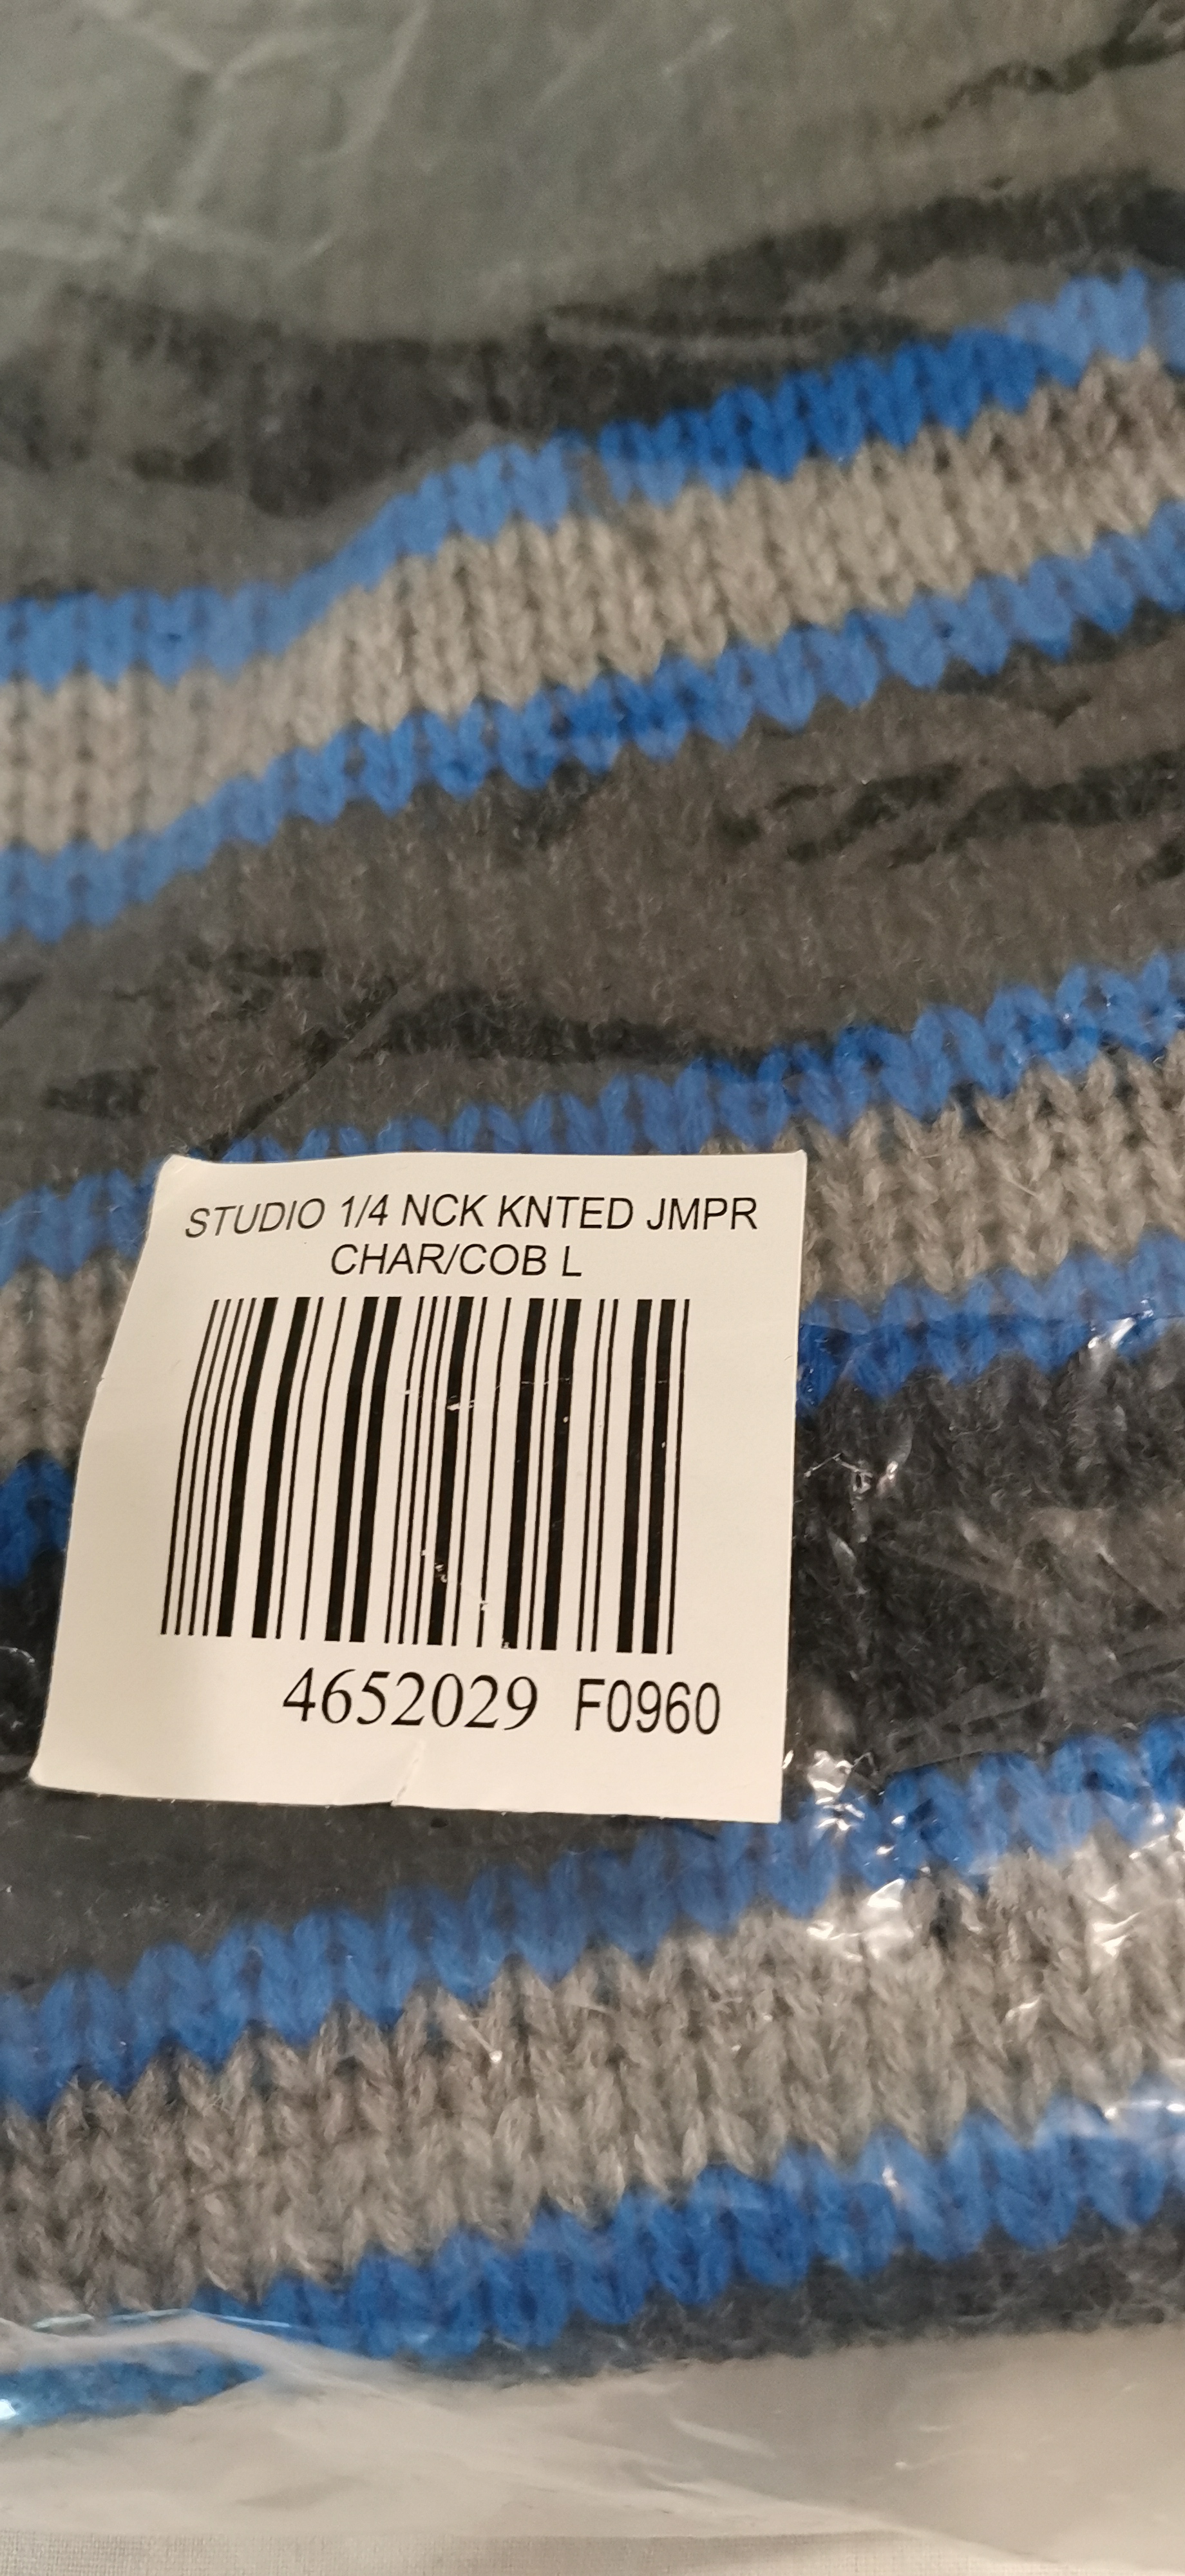 STUDIO 1/4 NCK KNTED JMPR
CHAR/COB L
4652029 F0960